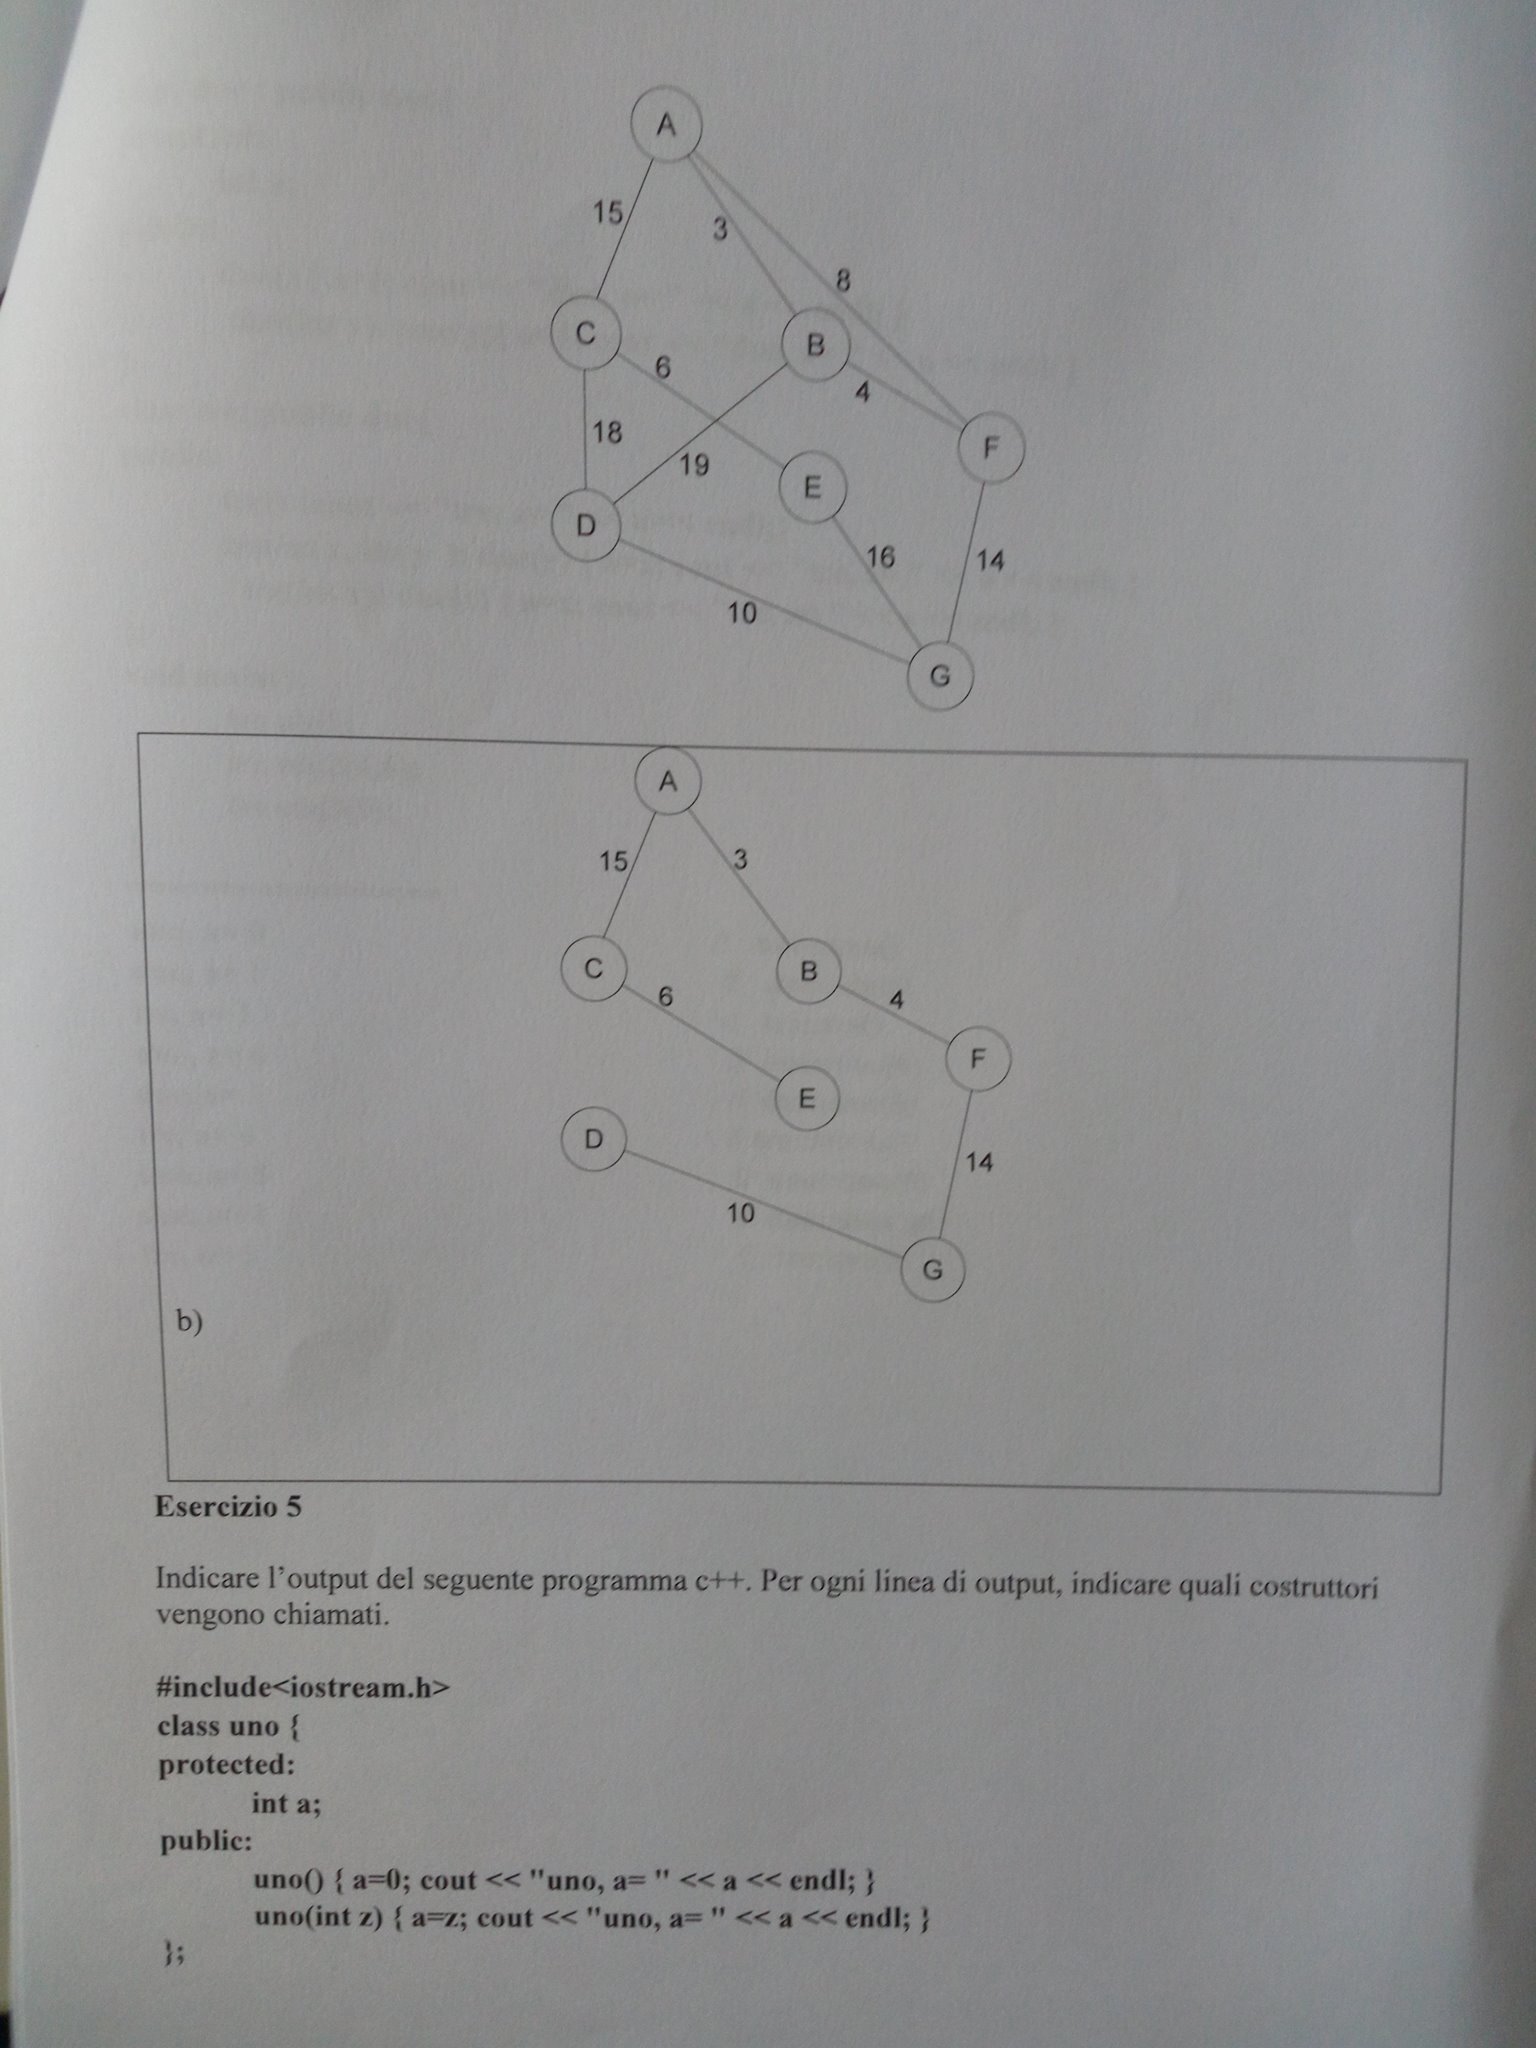 A
15
3
8
C
B
6
4
18
F
19
E
D
16
14
10
G
A
15
3
C
B
6
4
F
E
D
14
10
G
b)
Esercizio 5
Indicare l'output del seguente programma c++. Per ogni linea di output, indicare quali costruttori
vengono chiamati.
#include<iostream.h>
class uno {
protected:
int a;
public:
uno() { a=0; cout << "uno, a= " << a << endl; }
uno(int z) { a=z; cout << "uno, a= " << a << endl; }
};